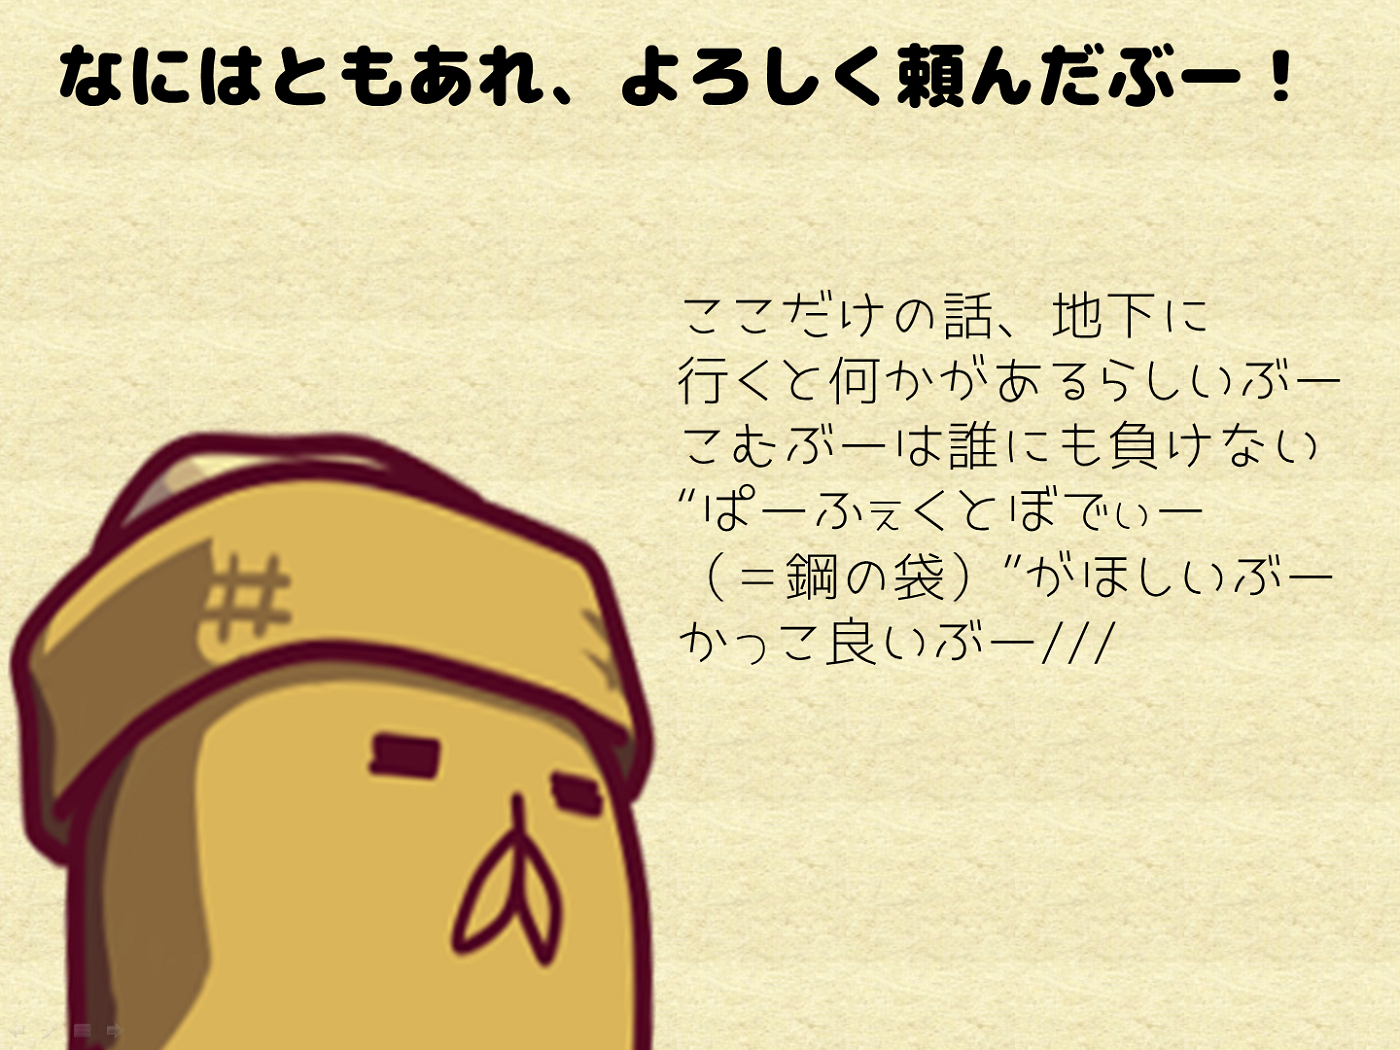 なにはともあれ、よろしく頼んだぶー！
ここだけの話、地下に
行くと何かがあるらしいぶー
こむぶーは誰にも負けない
“ぱーふぇくとぼでぃー
（＝鋼の袋）”がほしいぶー
かっこ良いぶー///